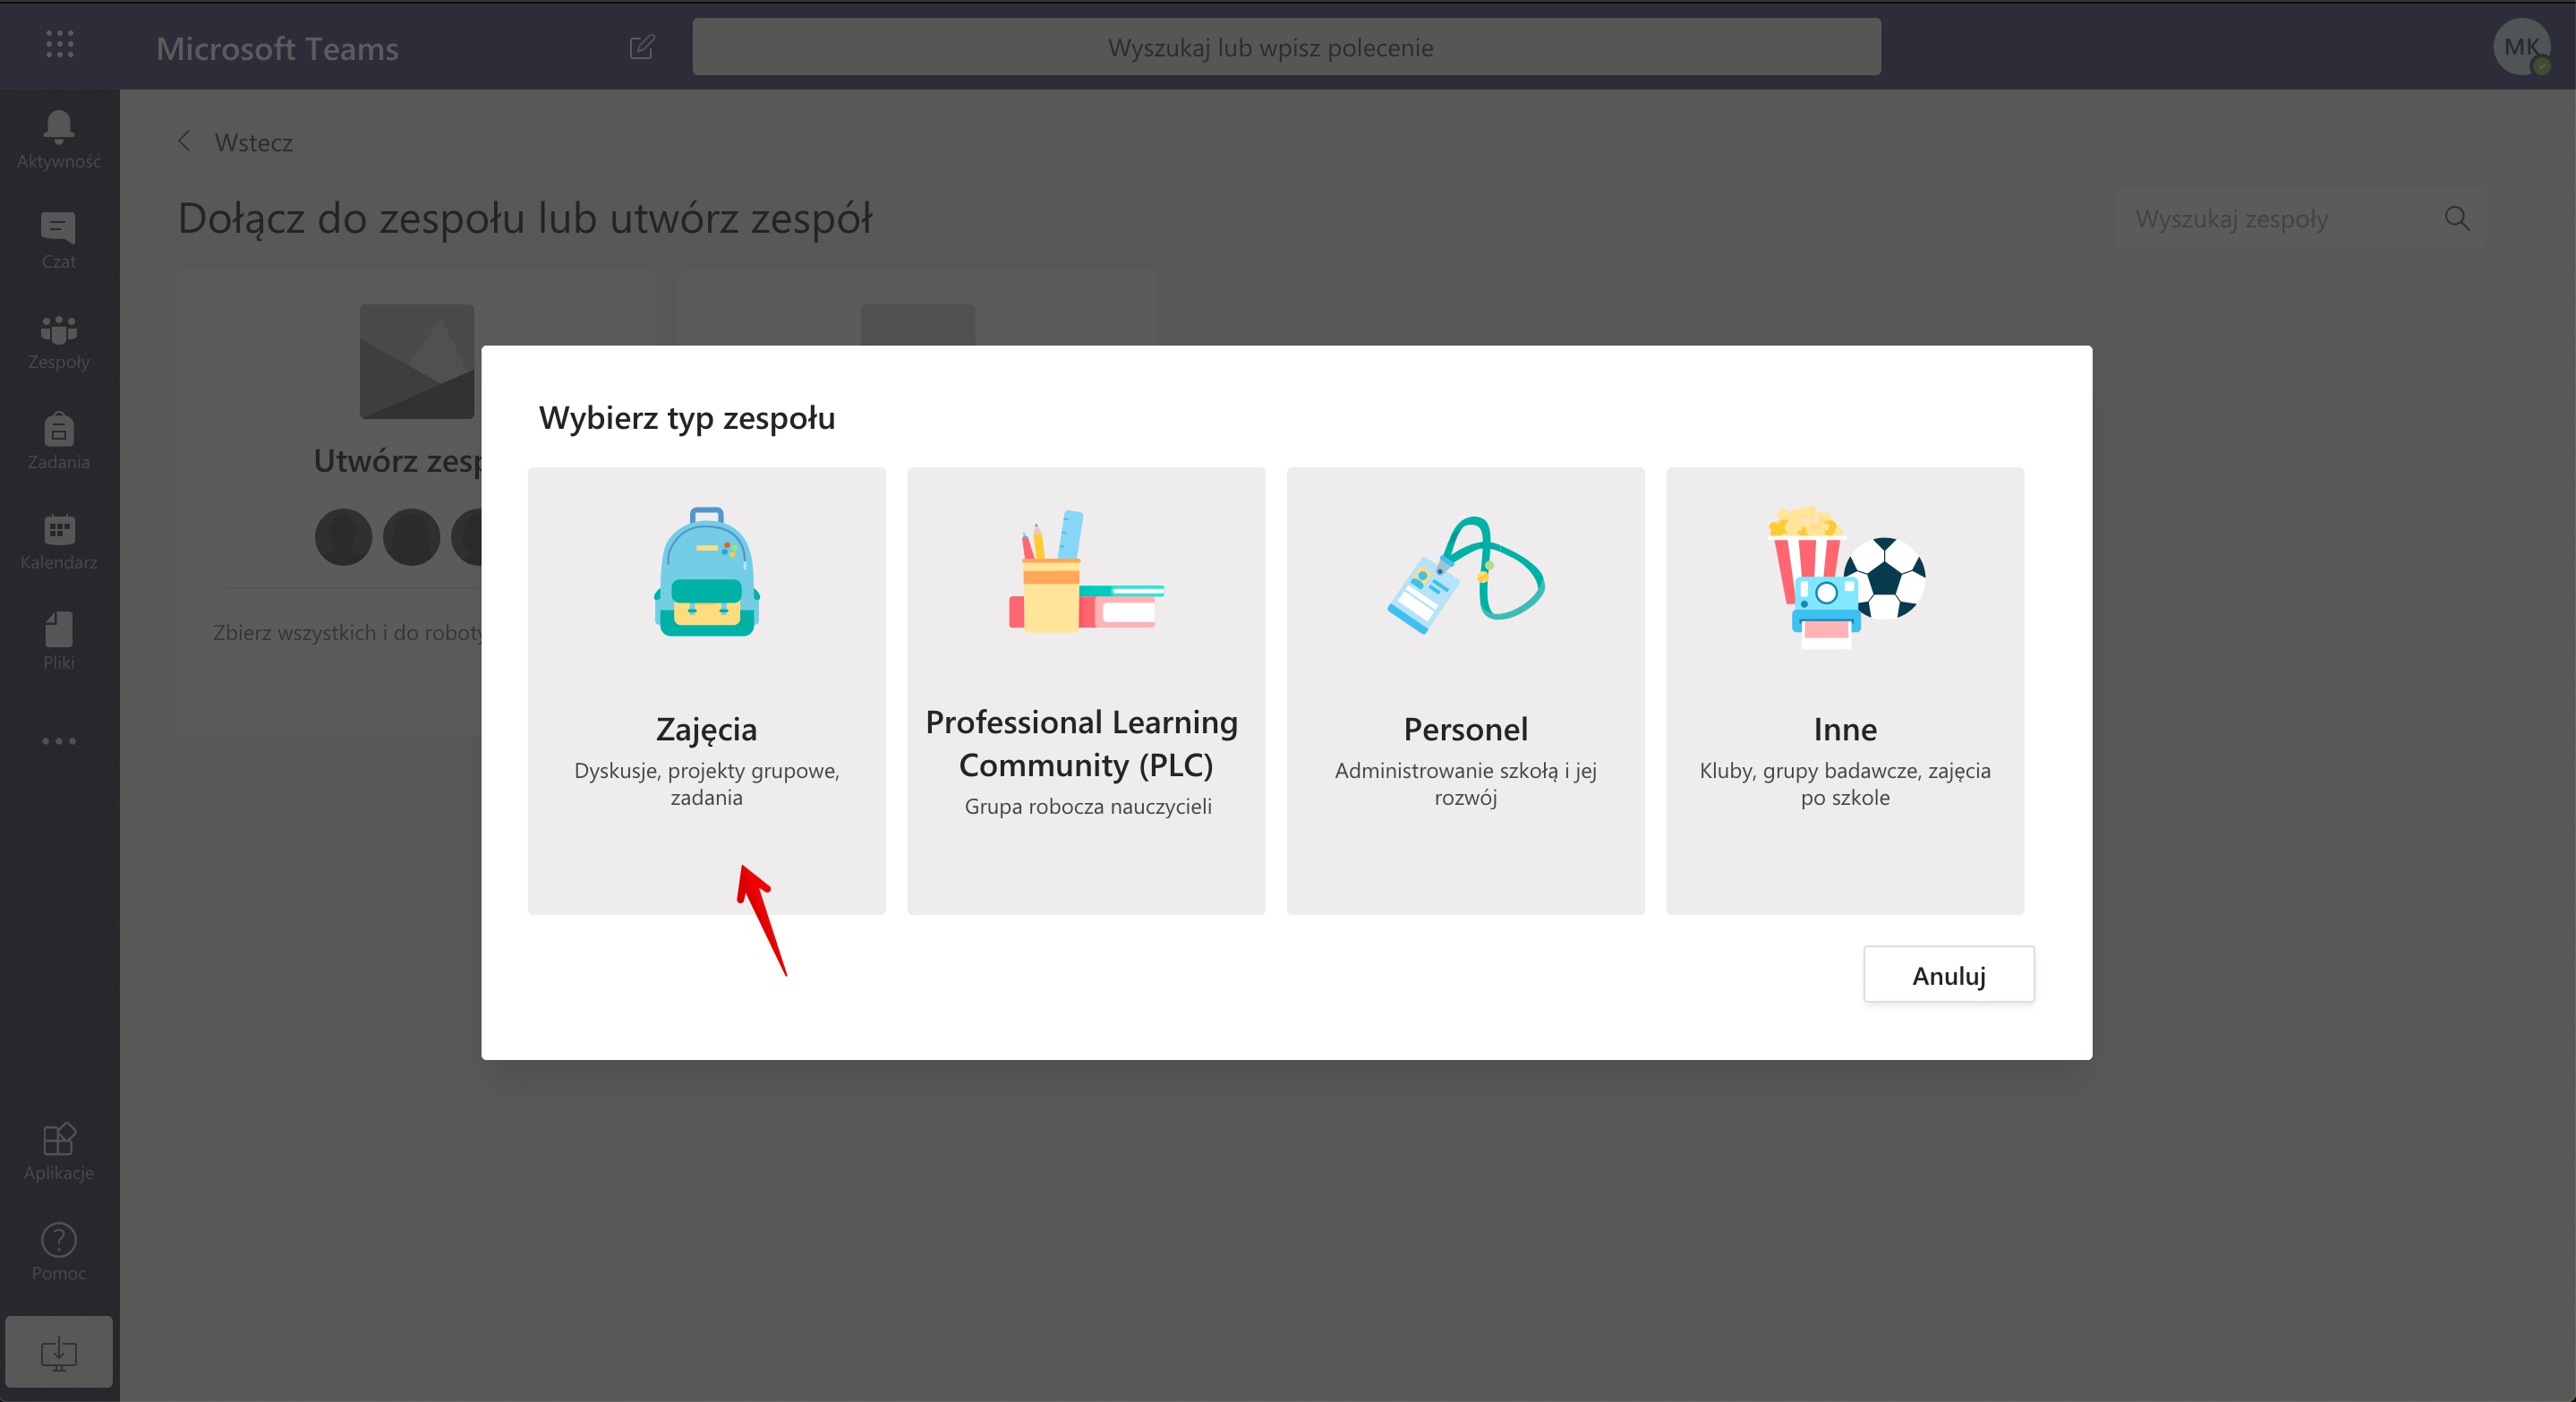 Microsoft Teams
Wyszukaj lub wpisz polecenie
MK
Aktywność
Czat
Zespoły
Zadania
Kalendarz
Pliki
Aplikacje
Pomoc
Wstecz
Dołącz do zespołu lub utwórz zespół
Wyszukaj zespoły
Utwórz zesp
Zbierz wszystkich i do roboty
Wybierz typ zespołu
Zajęcia
Dyskusje, projekty grupowe,
zadania
Professional Learning
Community (PLC)
Grupa robocza nauczycieli
Personel
Administrowanie szkołą i jej
rozwój
Inne
Kluby, grupy badawcze, zajęcia
po szkole
Anuluj